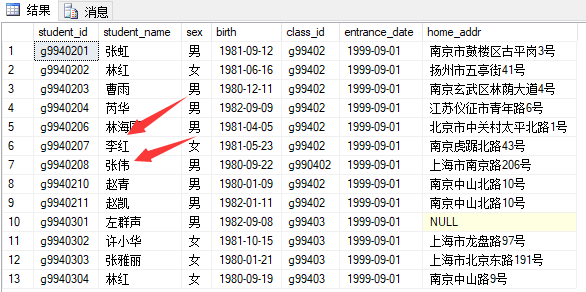 结果 消息
student_id student_name sex birth class_id entrance_date home_addr
1 g9940201 张虹 男 1981-09-12 g99402 1999-09-01 南京市鼓楼区古平岗3号
2 g9940202 林红 女 1981-06-16 g99402 1999-09-01 扬州市五亭街41号
3 g9940203 曹雨 男 1980-12-11 g99402 1999-09-01 南京玄武区林荫大道4号
4 g9940204 芮华 男 1982-09-09 g99402 1999-09-01 江苏仪征市青年路6号
5 g9940206 林海 男 1981-04-05 g99402 1999-09-01 北京市中关村太平北路1号
6 g9940207 李红 女 1981-05-23 g99402 1999-09-01 南京虎踞北路43号
7 g9940208 张伟 男 1980-09-22 g990402 1999-09-01 上海市南京路206号
8 g9940210 赵青 男 1980-01-09 g99402 1999-09-01 南京中山北路10号
9 g9940211 赵凯 男 1982-01-11 g99402 1999-09-01 南京中山北路10号
10 g9940301 左群声 男 1982-09-08 g99403 1999-09-01 NULL
11 g9940302 许小华 女 1981-10-15 g99403 1999-09-01 上海市龙盘路97号
12 g9940303 张雅丽 女 1980-01-21 g99403 1999-09-01 上海市北京东路191号
13 g9940304 林红 女 1980-09-19 g99403 1999-09-01 南京中山路9号